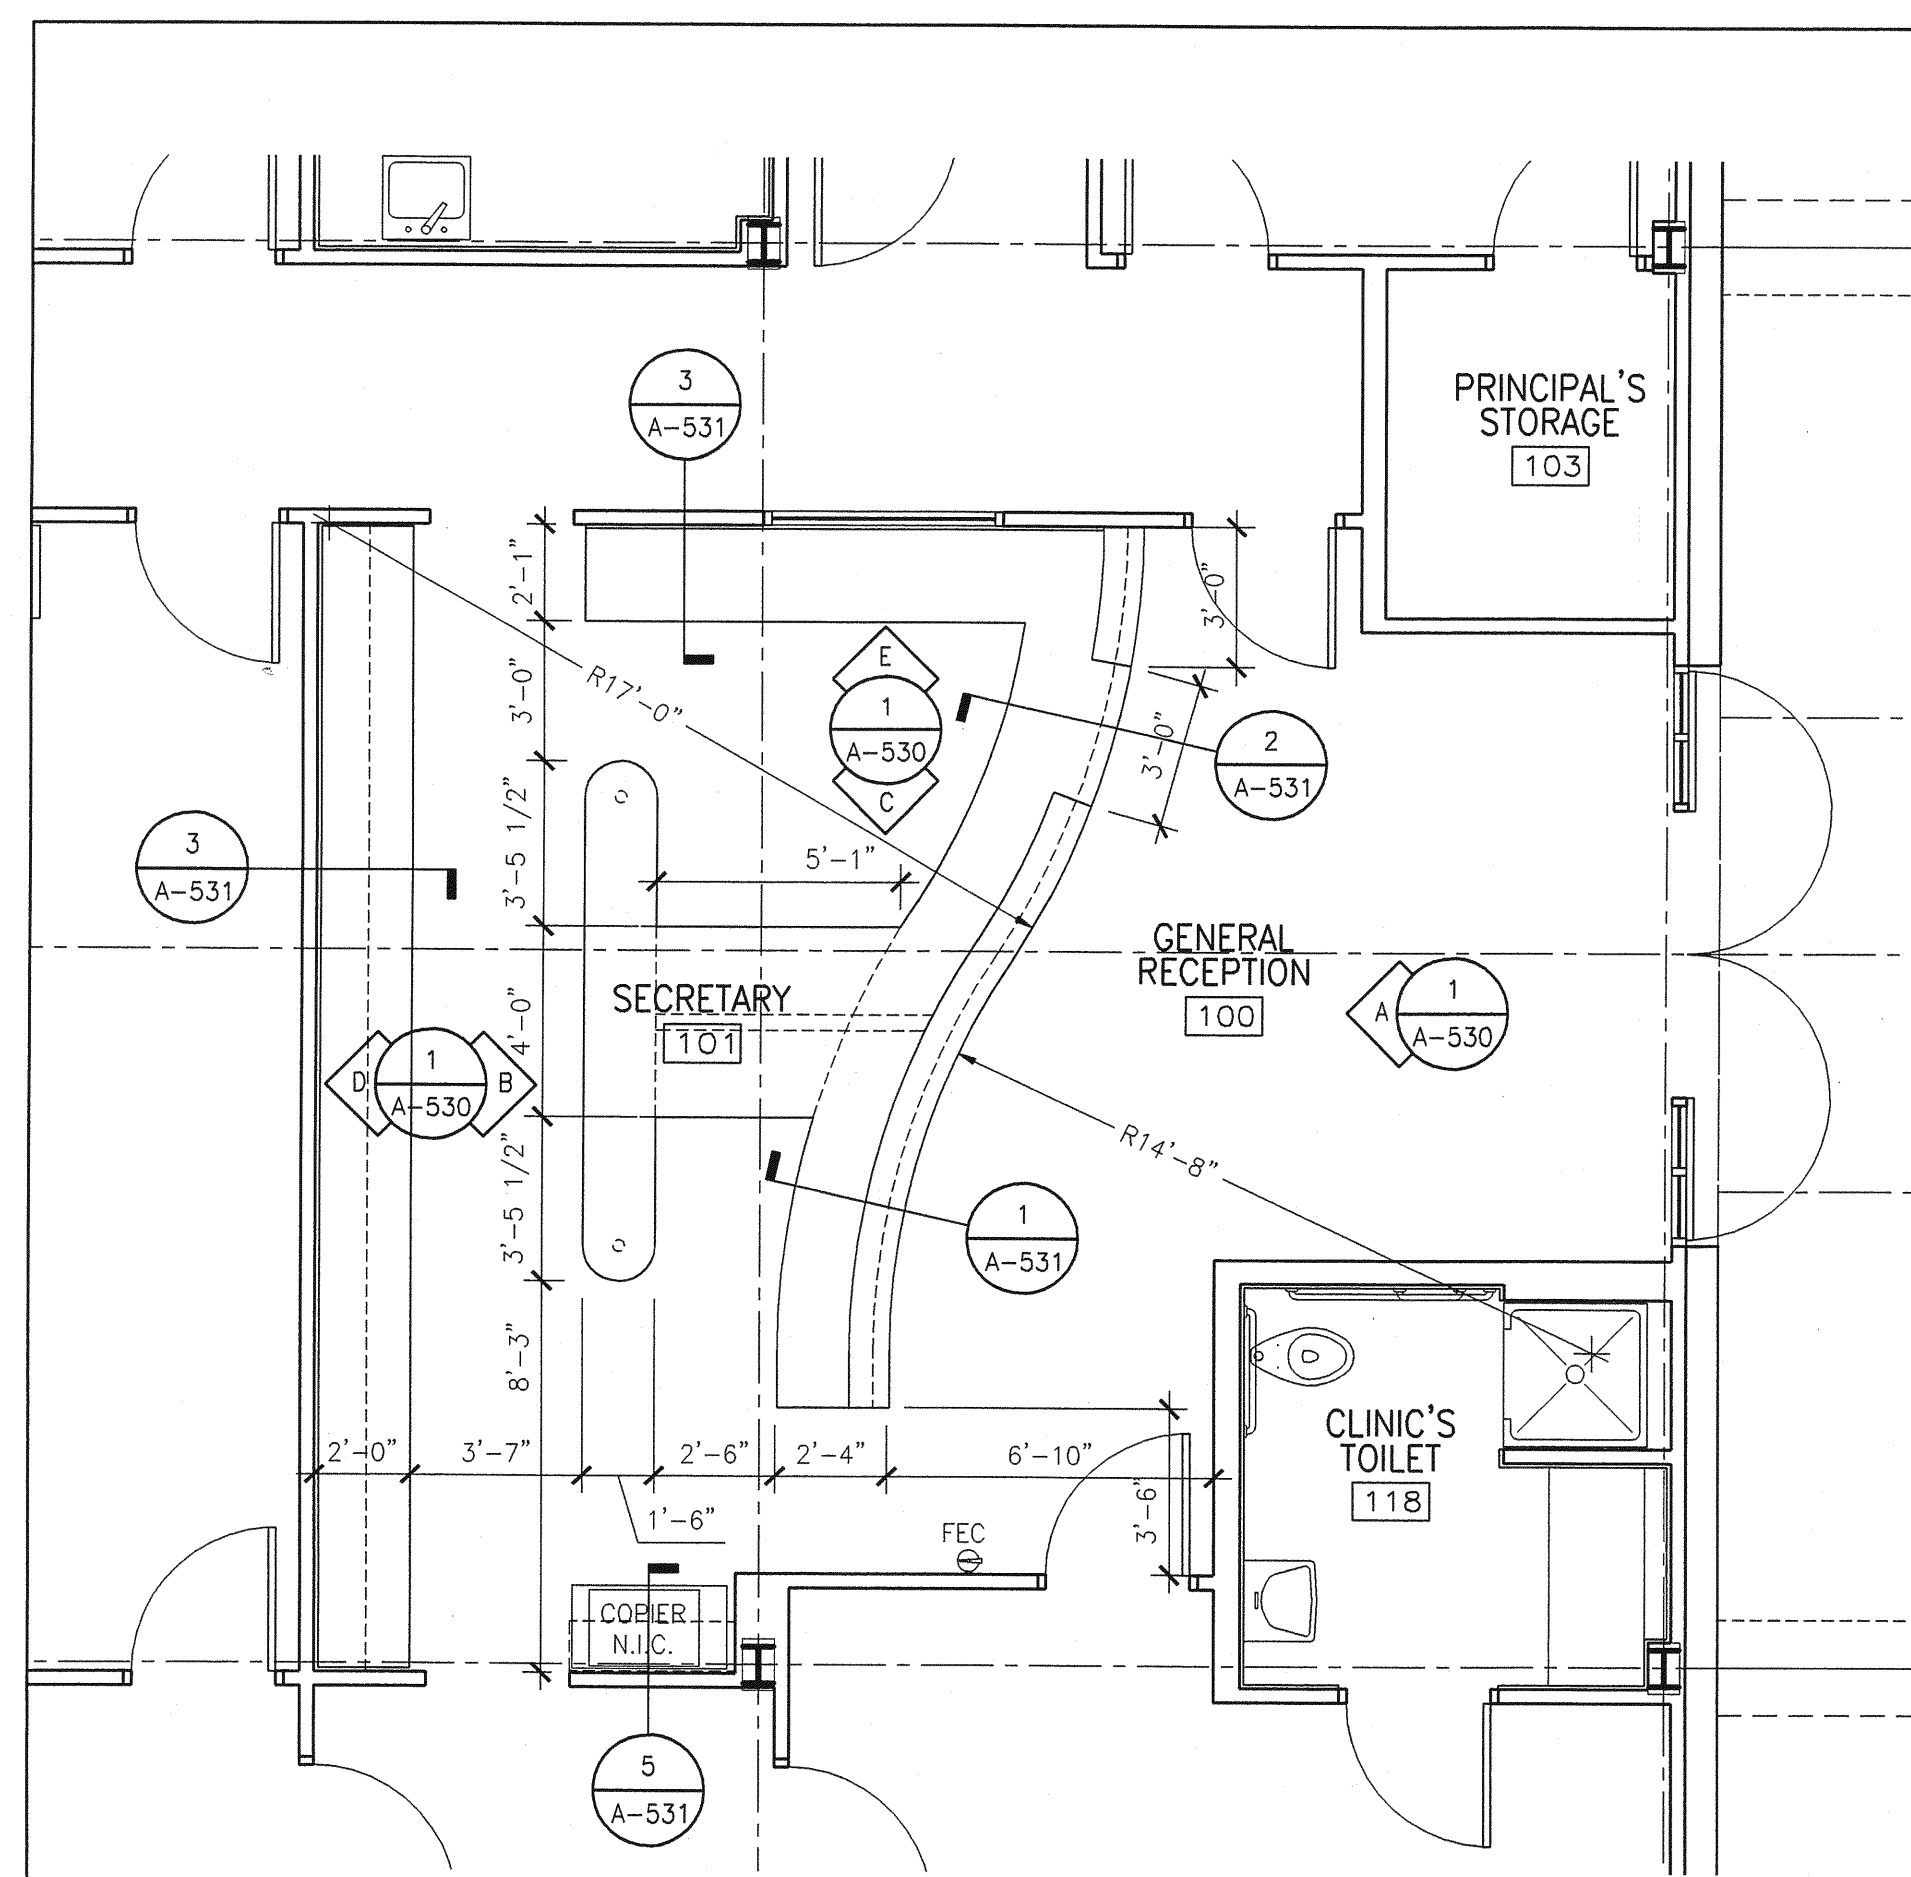 3
A-531
PRINCIPAL'S
STORAGE
103
2'-1"
3'-0"
3'-0"
R17'-0"
E
1
A-530
C
2
A-531
3'-0"
3
A-531
3'-5 1/2"
5'-1"
GENERAL
RECEPTION
100
SECRETARY
101
A
1
A-530
4'-0"
D
1
A-530
B
R14'-8"
3'-5 1/2"
1
A-531
8'-3"
2'-0"
3'-7"
2'-6"
2'-4"
6'-10"
CLINIC'S
TOILET
118
1'-6"
3'-6"
FEC
COPIER
N.I.C.
5
A-531